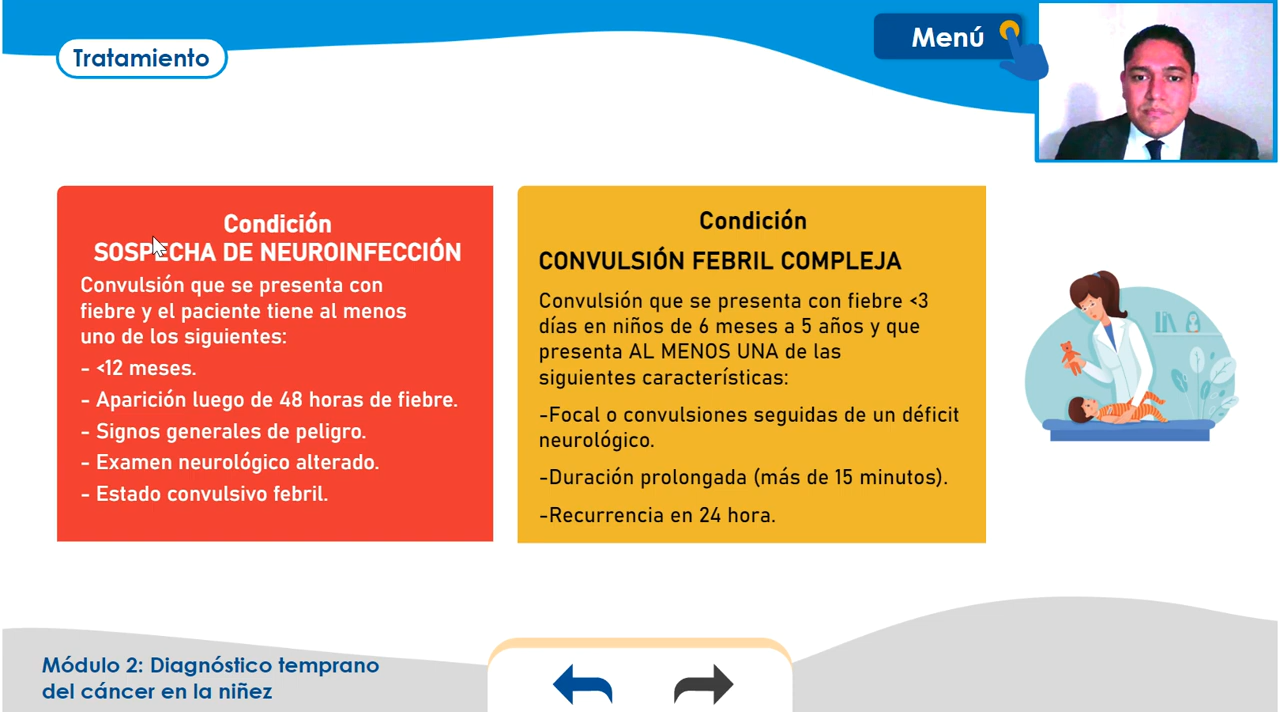 Tratamiento
Menú
Condición
SOSPECHA DE NEUROINFECCIÓN
Convulsión que se presenta con
fiebre y el paciente tiene al menos
uno de los siguientes:
- <12 meses.
- Aparición luego de 48 horas de fiebre.
- Signos generales de peligro.
- Examen neurológico alterado.
- Estado convulsivo febril.
Condición
CONVULSIÓN FEBRIL COMPLEJA
Convulsión que se presenta con fiebre <3
días en niños de 6 meses a 5 años y que
presenta AL MENOS UNA de las
siguientes características:
-Focal o convulsiones seguidas de un déficit
neurológico.
-Duración prolongada (más de 15 minutos).
-Recurrencia en 24 hora.
Módulo 2: Diagnóstico temprano
del cáncer en la niñez